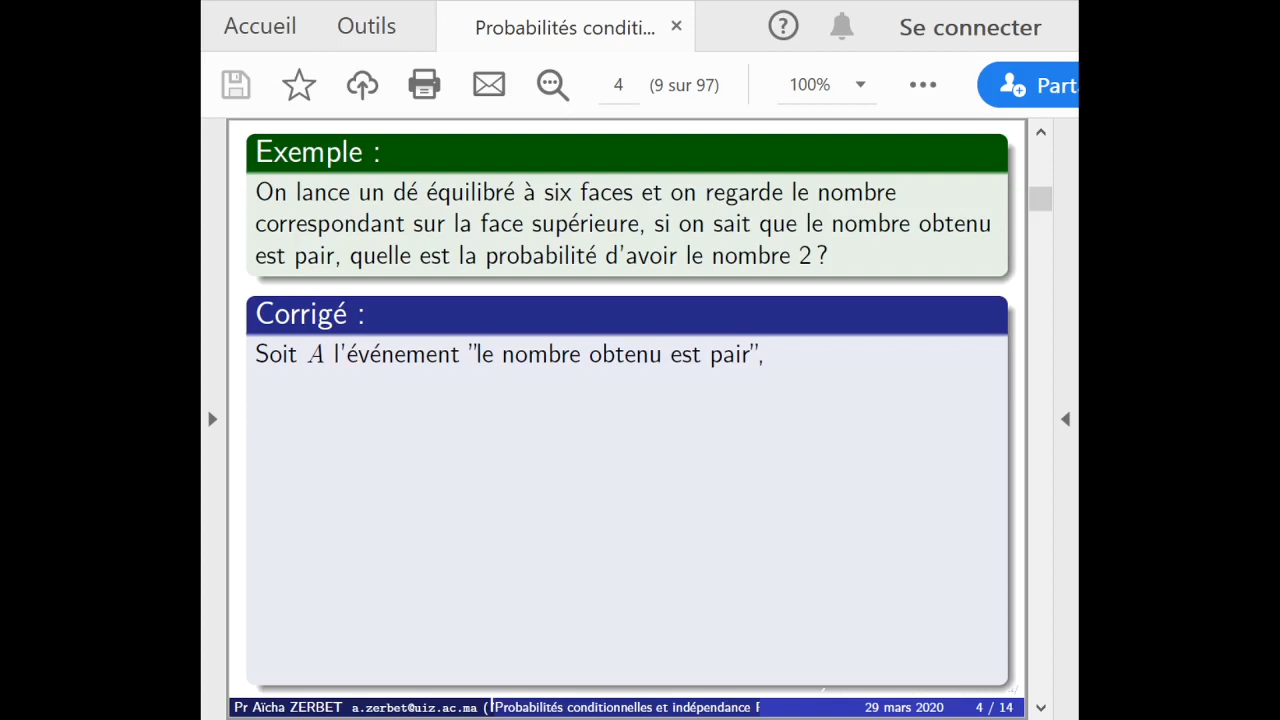 Accueil Outils Probabilités conditi... × ? Se connecter
4 (9 sur 97) 100% Part
Exemple :
On lance un dé équilibré à six faces et on regarde le nombre
correspondant sur la face supérieure, si on sait que le nombre obtenu
est pair, quelle est la probabilité d'avoir le nombre 2 ?
Corrigé :
Soit A l'événement "le nombre obtenu est pair",
Pr Aïcha ZERBET a.zerbet@uiz.ac.ma ( Probabilités conditionnelles et indépendance 29 mars 2020 4 / 14